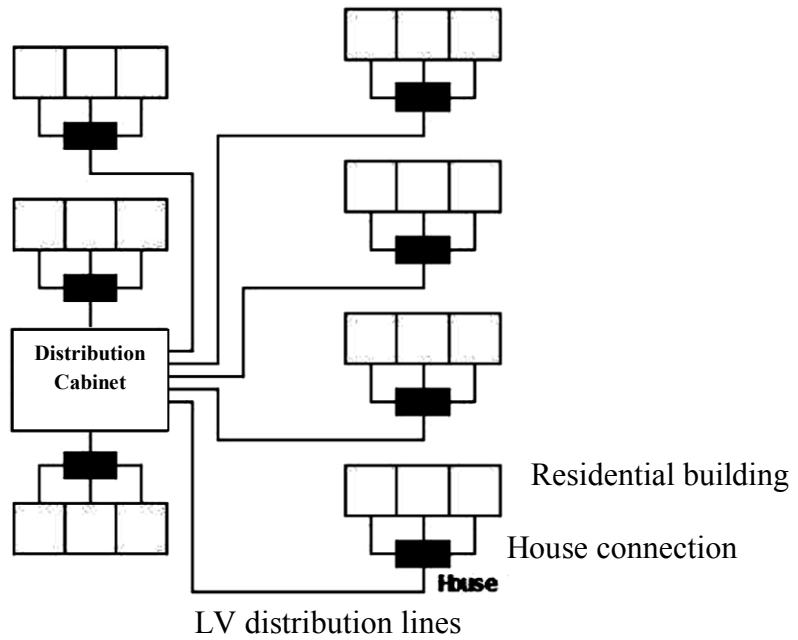 Distribution
Cabinet
Residential building
House connection
House
LV distribution lines